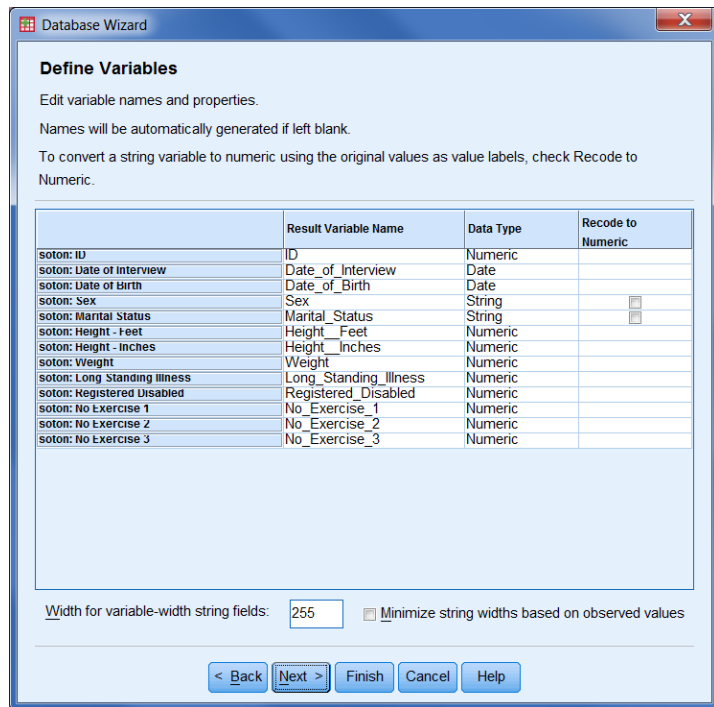 Database Wizard
Define Variables
Edit variable names and properties.
Names will be automatically generated if left blank.
To convert a string variable to numeric using the original values as value labels, check Recode to
Numeric.
Result Variable Name Data Type Recode to
Numeric
soton: ID ID Numeric
soton: Date of Interview Date_of_Interview Date
soton: Date of Birth Date_of_Birth Date
soton: Sex Sex String
soton: Marital Status Marital_Status String
soton: Height - Feet Height__Feet Numeric
soton: Height - Inches Height__Inches Numeric
soton: Weight Weight Numeric
soton: Long Standing Illness Long_Standing_Illness Numeric
soton: Registered Disabled Registered_Disabled Numeric
soton: No Exercise 1 No_Exercise_1 Numeric
soton: No Exercise 2 No_Exercise_2 Numeric
soton: No Exercise 3 No_Exercise_3 Numeric
Width for variable-width string fields: 255 Minimize string widths based on observed values
< Back Next > Finish Cancel Help